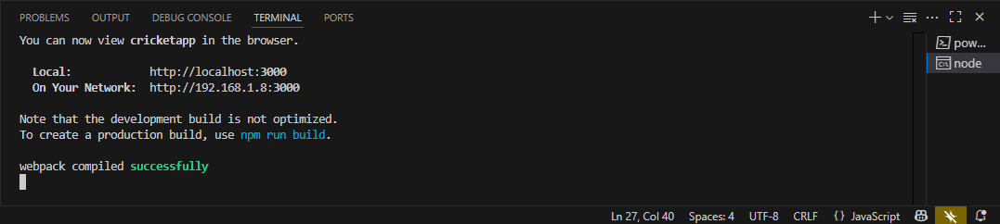 PROBLEMS OUTPUT DEBUG CONSOLE TERMINAL PORTS
You can now view cricketapp in the browser.
Local: http://localhost:3000
On Your Network: http://192.168.1.8:3000
Note that the development build is not optimized.
To create a production build, use npm run build.
webpack compiled successfully
pow...
node
Ln 27, Col 40 Spaces: 4 UTF-8 CRLF {} JavaScript